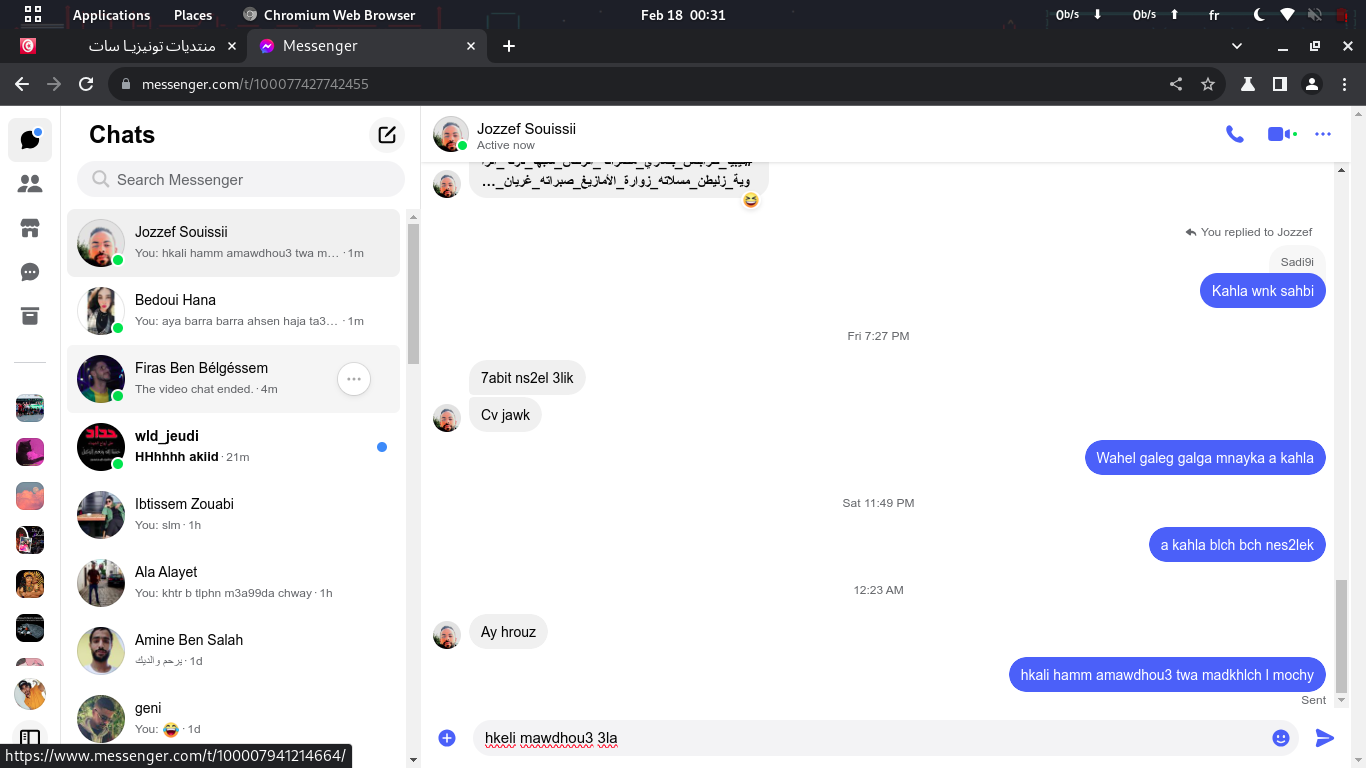 Applications Places Chromium Web Browser Feb 18 00:31 0b/s 0b/s fr
منتديات تونيزيـا سات Messenger
messenger.com/t/100077427742455
Chats
Search Messenger
Jozzef Souissii
You: hkali hamm amawdhou3 twa m… · 1m
Bedoui Hana
You: aya barra barra ahsen haja ta3… · 1m
Firas Ben Bélgéssem
The video chat ended. · 4m
wld_jeudi
HHhhhh akiid · 21m
Ibtissem Zouabi
You: slm · 1h
Ala Alayet
You: khtr b tlphn m3a99da chway · 1h
Amine Ben Salah
يرحم والديك · 1d
geni
You: 😂 · 1d
https://www.messenger.com/t/100007941214664/
Jozzef Souissii
Active now
وية_زليطن_مسلاته_زوارة_الأمازيغ_صبراته_غريان_...
😆
You replied to Jozzef
Sadi9i
Kahla wnk sahbi
Fri 7:27 PM
7abit ns2el 3lik
Cv jawk
Wahel galeg galga mnayka a kahla
Sat 11:49 PM
a kahla blch bch nes2lek
12:23 AM
Ay hrouz
hkali hamm amawdhou3 twa madkhlch l mochy
Sent
hkeli mawdhou3 3la